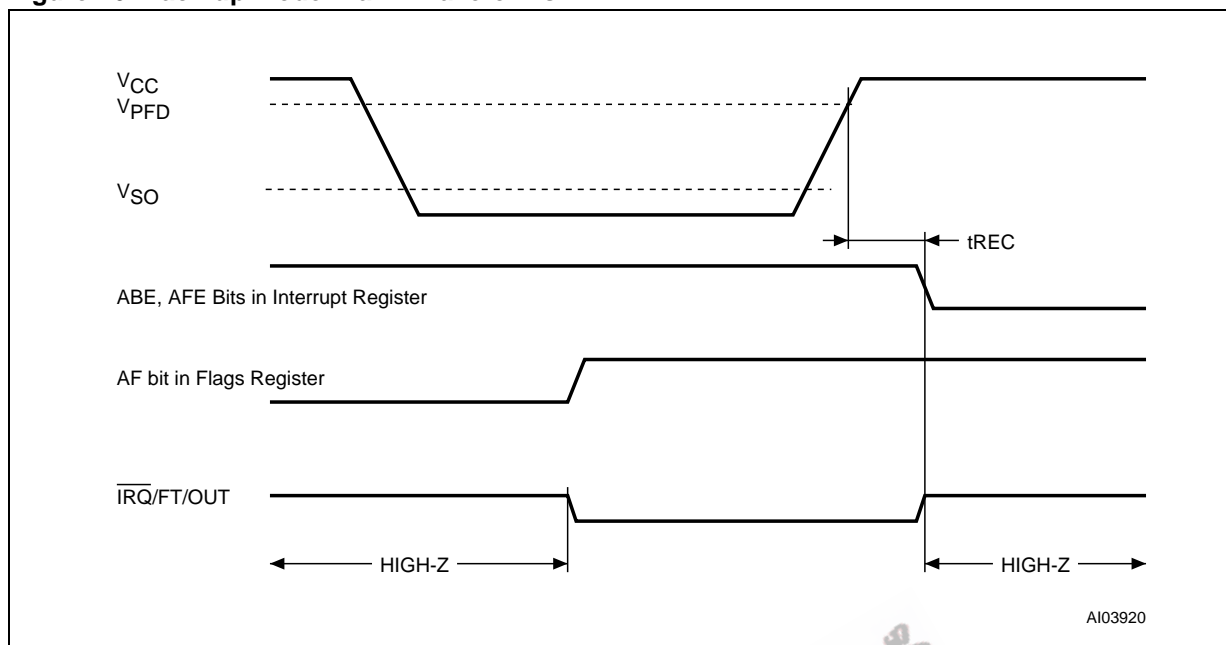 VCC
VPFD
VSO
tREC
ABE, AFE Bits in Interrupt Register
AF bit in Flags Register
IRQ/FT/OUT
HIGH-Z
HIGH-Z
AI03920